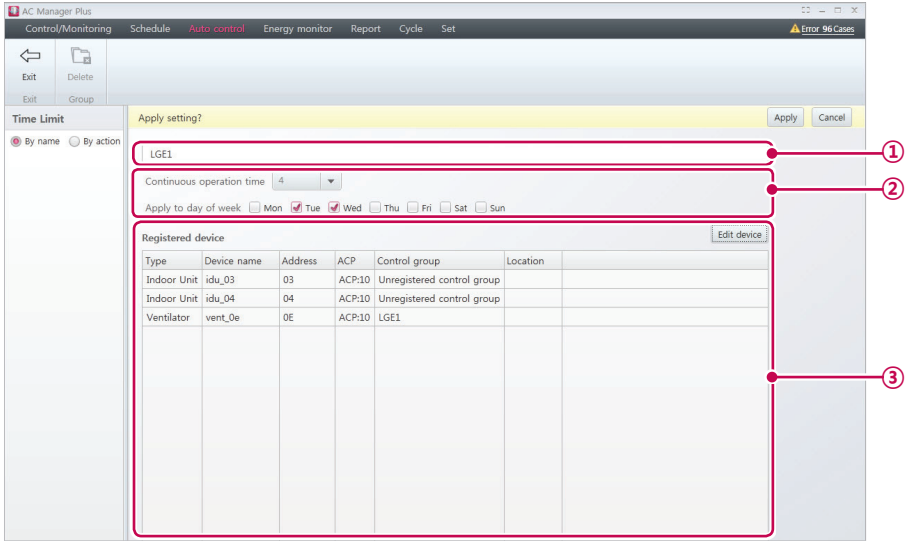 AC Manager Plus
Control/Monitoring Schedule Auto control Energy monitor Report Cycle Set Error 96 Cases
Exit Delete
Exit Group
Time Limit Apply setting? Apply Cancel
By name By action
LGE1 ①
Continuous operation time 4 ②
Apply to day of week Mon Tue Wed Thu Fri Sat Sun
Registered device Edit device
Type Device name Address ACP Control group Location
Indoor Unit idu_03 03 ACP:10 Unregistered control group
Indoor Unit idu_04 04 ACP:10 Unregistered control group
Ventilator vent_0e 0E ACP:10 LGE1
③